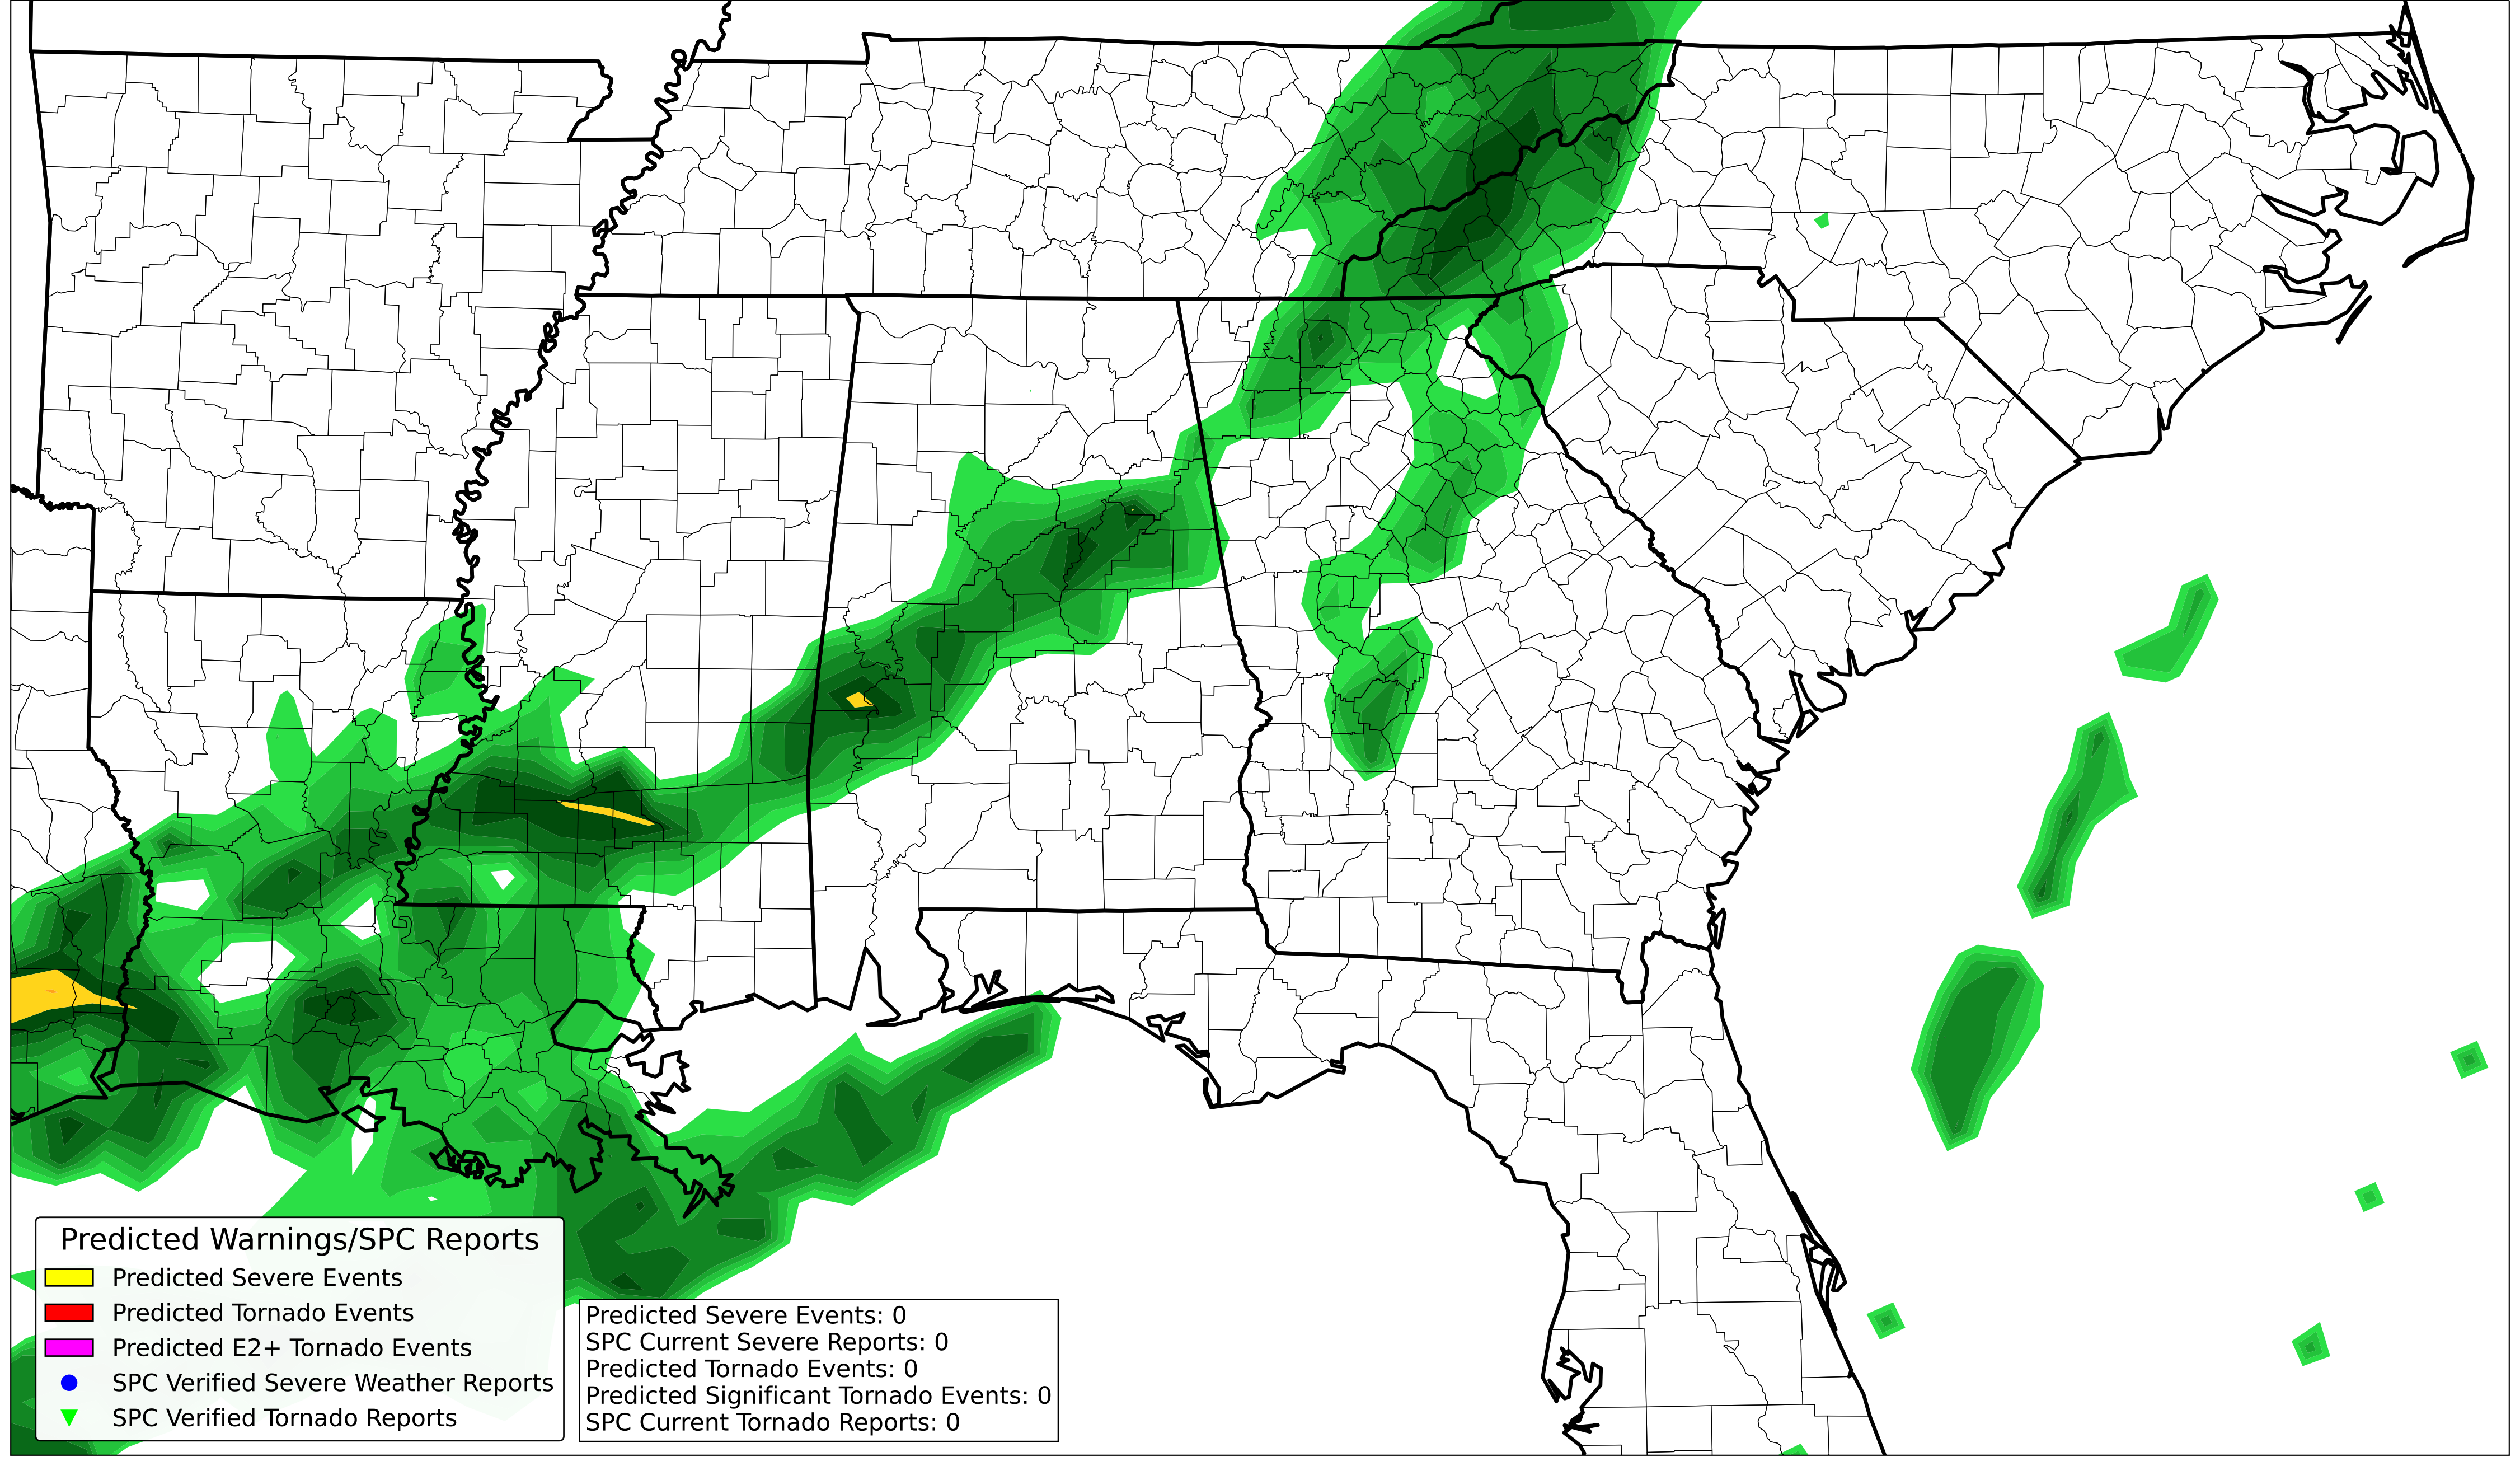 Predicted Warnings/SPC Reports
Predicted Severe Events
Predicted Tornado Events
Predicted E2+ Tornado Events
SPC Verified Severe Weather Reports
SPC Verified Tornado Reports
Predicted Severe Events: 0
SPC Current Severe Reports: 0
Predicted Tornado Events: 0
Predicted Significant Tornado Events: 0
SPC Current Tornado Reports: 0